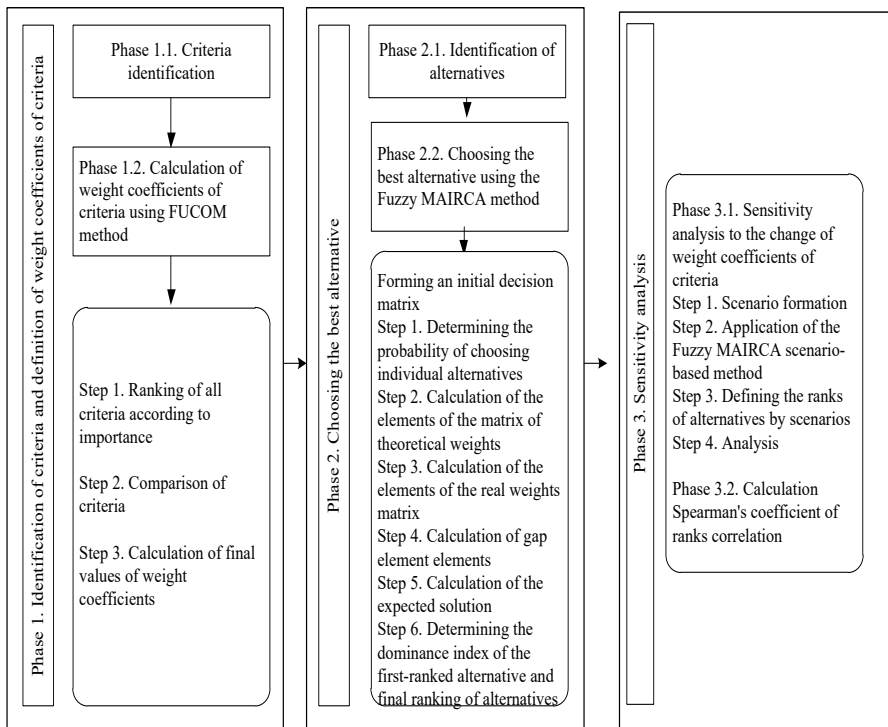 Phase 1. Identification of criteria and definition of weight coefficients of criteria
Phase 1.1. Criteria
identification
Phase 1.2. Calculation of
weight coefficients of
criteria using FUCOM
method
Step 1. Ranking of all
criteria according to
importance
Step 2. Comparison of
criteria
Step 3. Calculation of final
values of weight
coefficients
Phase 2. Choosing the best alternative
Phase 2.1. Identification of
alternatives
Phase 2.2. Choosing the
best alternative using the
Fuzzy MAIRCA method
Forming an initial decision
matrix
Step 1. Determining the
probability of choosing
individual alternatives
Step 2. Calculation of the
elements of the matrix of
theoretical weights
Step 3. Calculation of the
elements of the real weights
matrix
Step 4. Calculation of gap
element elements
Step 5. Calculation of the
expected solution
Step 6. Determining the
dominance index of the
first-ranked alternative and
final ranking of alternatives
Phase 3. Sensitivity analysis
Phase 3.1. Sensitivity
analysis to the change of
weight coefficients of
criteria
Step 1. Scenario formation
Step 2. Application of the
Fuzzy MAIRCA scenario-
based method
Step 3. Defining the ranks
of alternatives by scenarios
Step 4. Analysis
Phase 3.2. Calculation
Spearman's coefficient of
ranks correlation